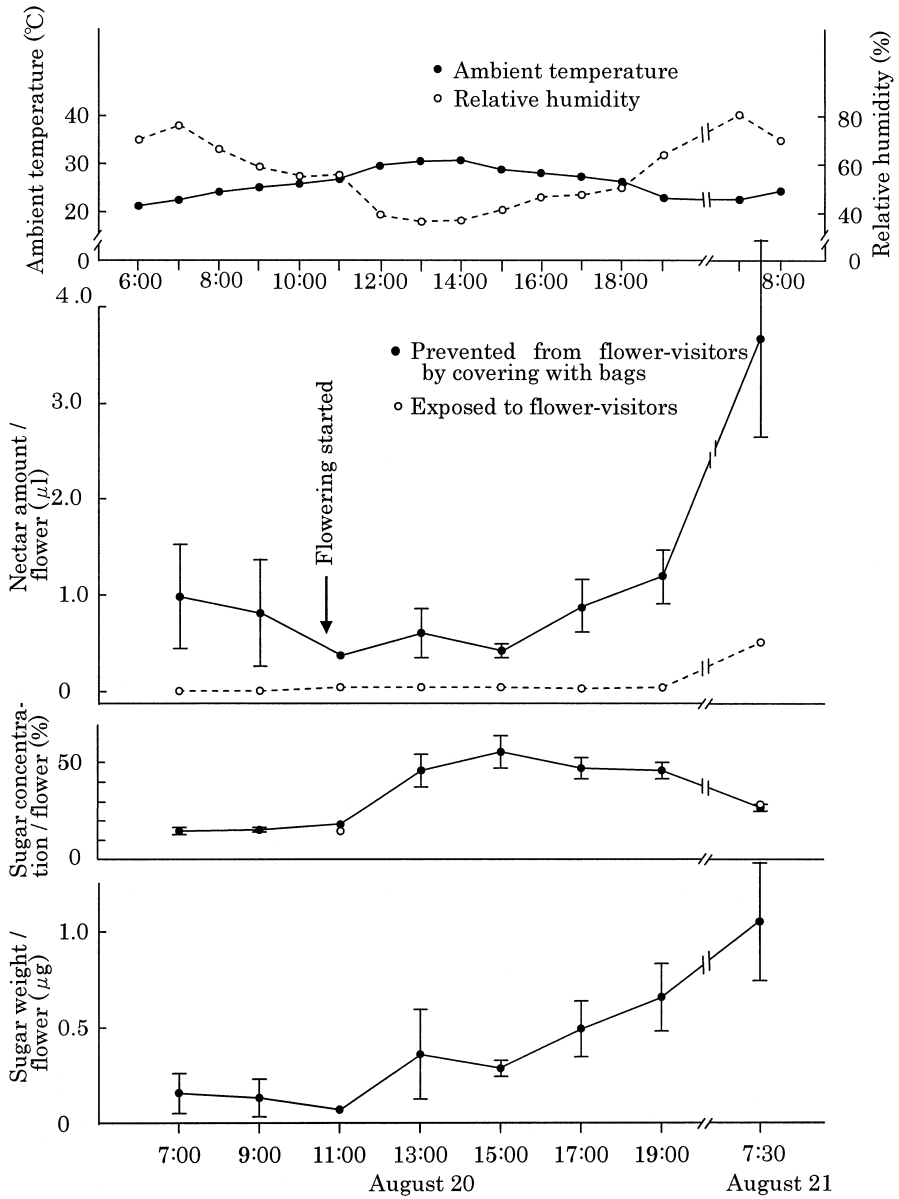 Ambient temperature (℃)
40
30
20
0
● Ambient temperature
○ Relative humidity
80
60
40
0
Relative humidity (%)
6:00 8:00 10:00 12:00 14:00 16:00 18:00 8:00
Nectar amount /
flower (μl)
4.0
3.0
2.0
1.0
0
● Prevented from flower-visitors
by covering with bags
○ Exposed to flower-visitors
Flowering started
Sugar concentra-
tion / flower (%)
50
0
Sugar weight /
flower (μg)
1.0
0.5
0
7:00 9:00 11:00 13:00 15:00 17:00 19:00 7:30
August 20 August 21